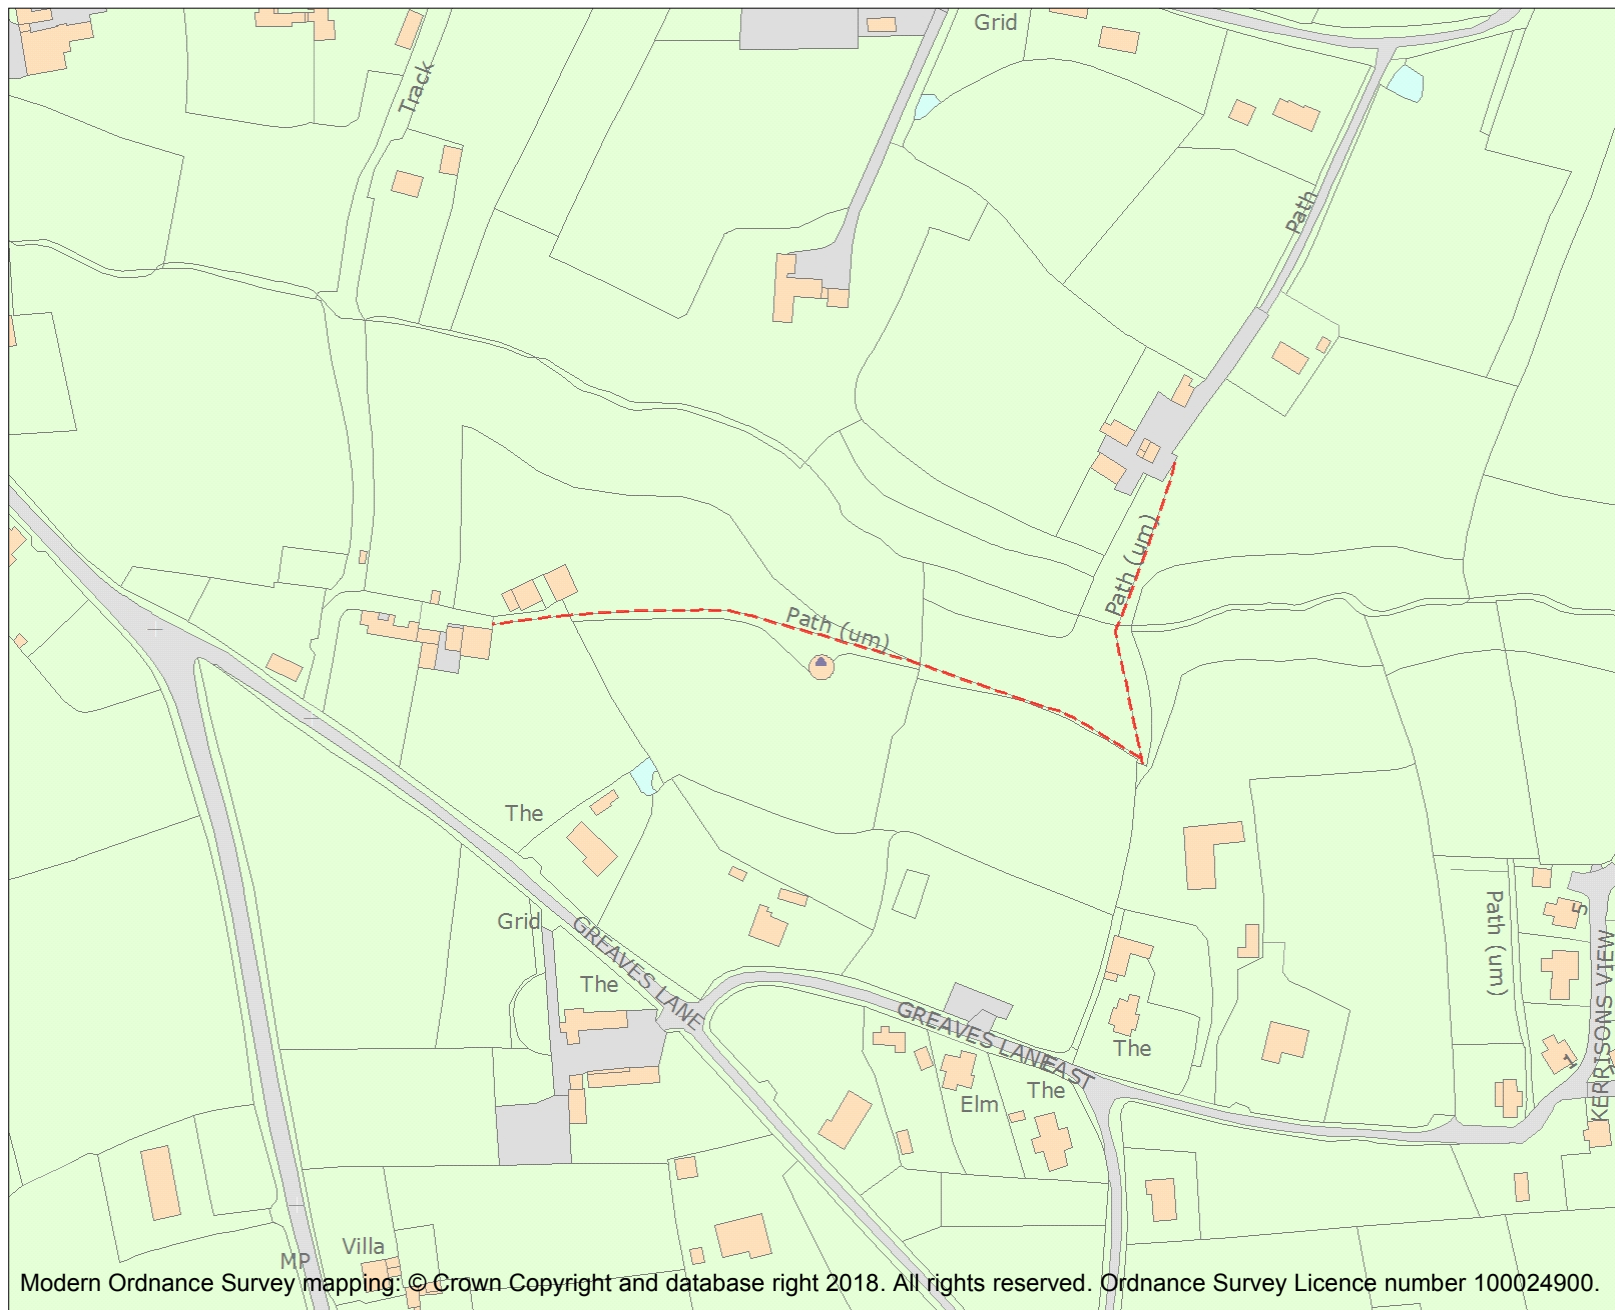 Grid
Track
Path
Path (um)
Path (um)
The
Grid
GREAVES LANE
The
Path (um)
5
KERRISONS VIEW
GREAVES LANE EAST
The
The
Elm
1
MP
Villa
Modern Ordnance Survey mapping: © Crown Copyright and database right 2018. All rights reserved. Ordnance Survey Licence number 100024900.